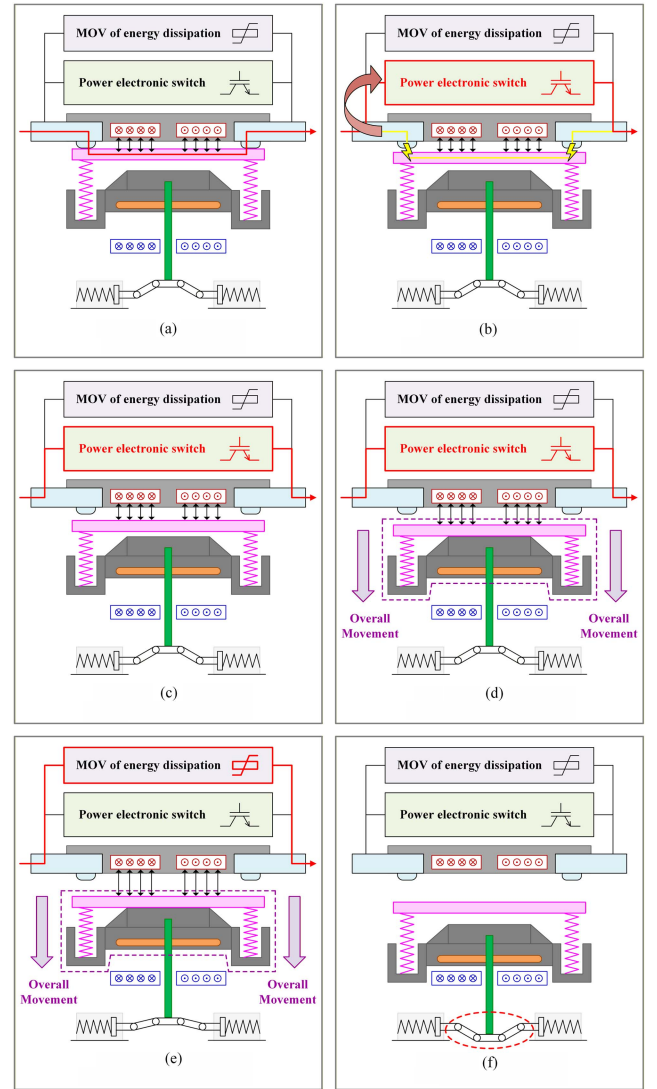 MOV of energy dissipation
Power electronic switch
(a)
MOV of energy dissipation
Power electronic switch
(b)
MOV of energy dissipation
Power electronic switch
(c)
MOV of energy dissipation
Power electronic switch
Overall
Movement
Overall
Movement
(d)
MOV of energy dissipation
Power electronic switch
Overall
Movement
Overall
Movement
(e)
MOV of energy dissipation
Power electronic switch
(f)